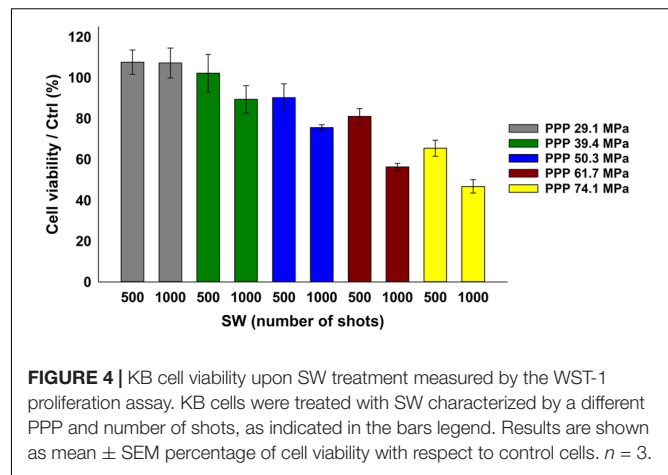 120
100
80
60
40
20
0
Cell viability / Ctrl (%)
500 1000 500 1000 500 1000 500 1000 500 1000
SW (number of shots)
PPP 29.1 MPa
PPP 39.4 MPa
PPP 50.3 MPa
PPP 61.7 MPa
PPP 74.1 MPa
FIGURE 4 | KB cell viability upon SW treatment measured by the WST-1
proliferation assay. KB cells were treated with SW characterized by a different
PPP and number of shots, as indicated in the bars legend. Results are shown
as mean ± SEM percentage of cell viability with respect to control cells. n = 3.